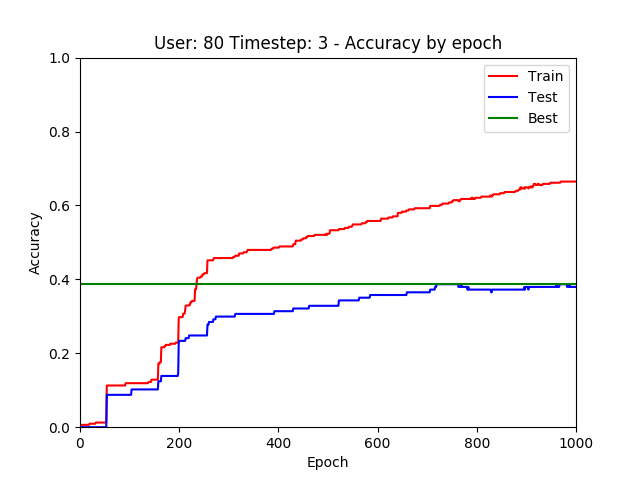 User: 80 Timestep: 3 - Accuracy by epoch
Accuracy
1.0
0.8
0.6
0.4
0.2
0.0
Train
Test
Best
0 200 400 600 800 1000
Epoch